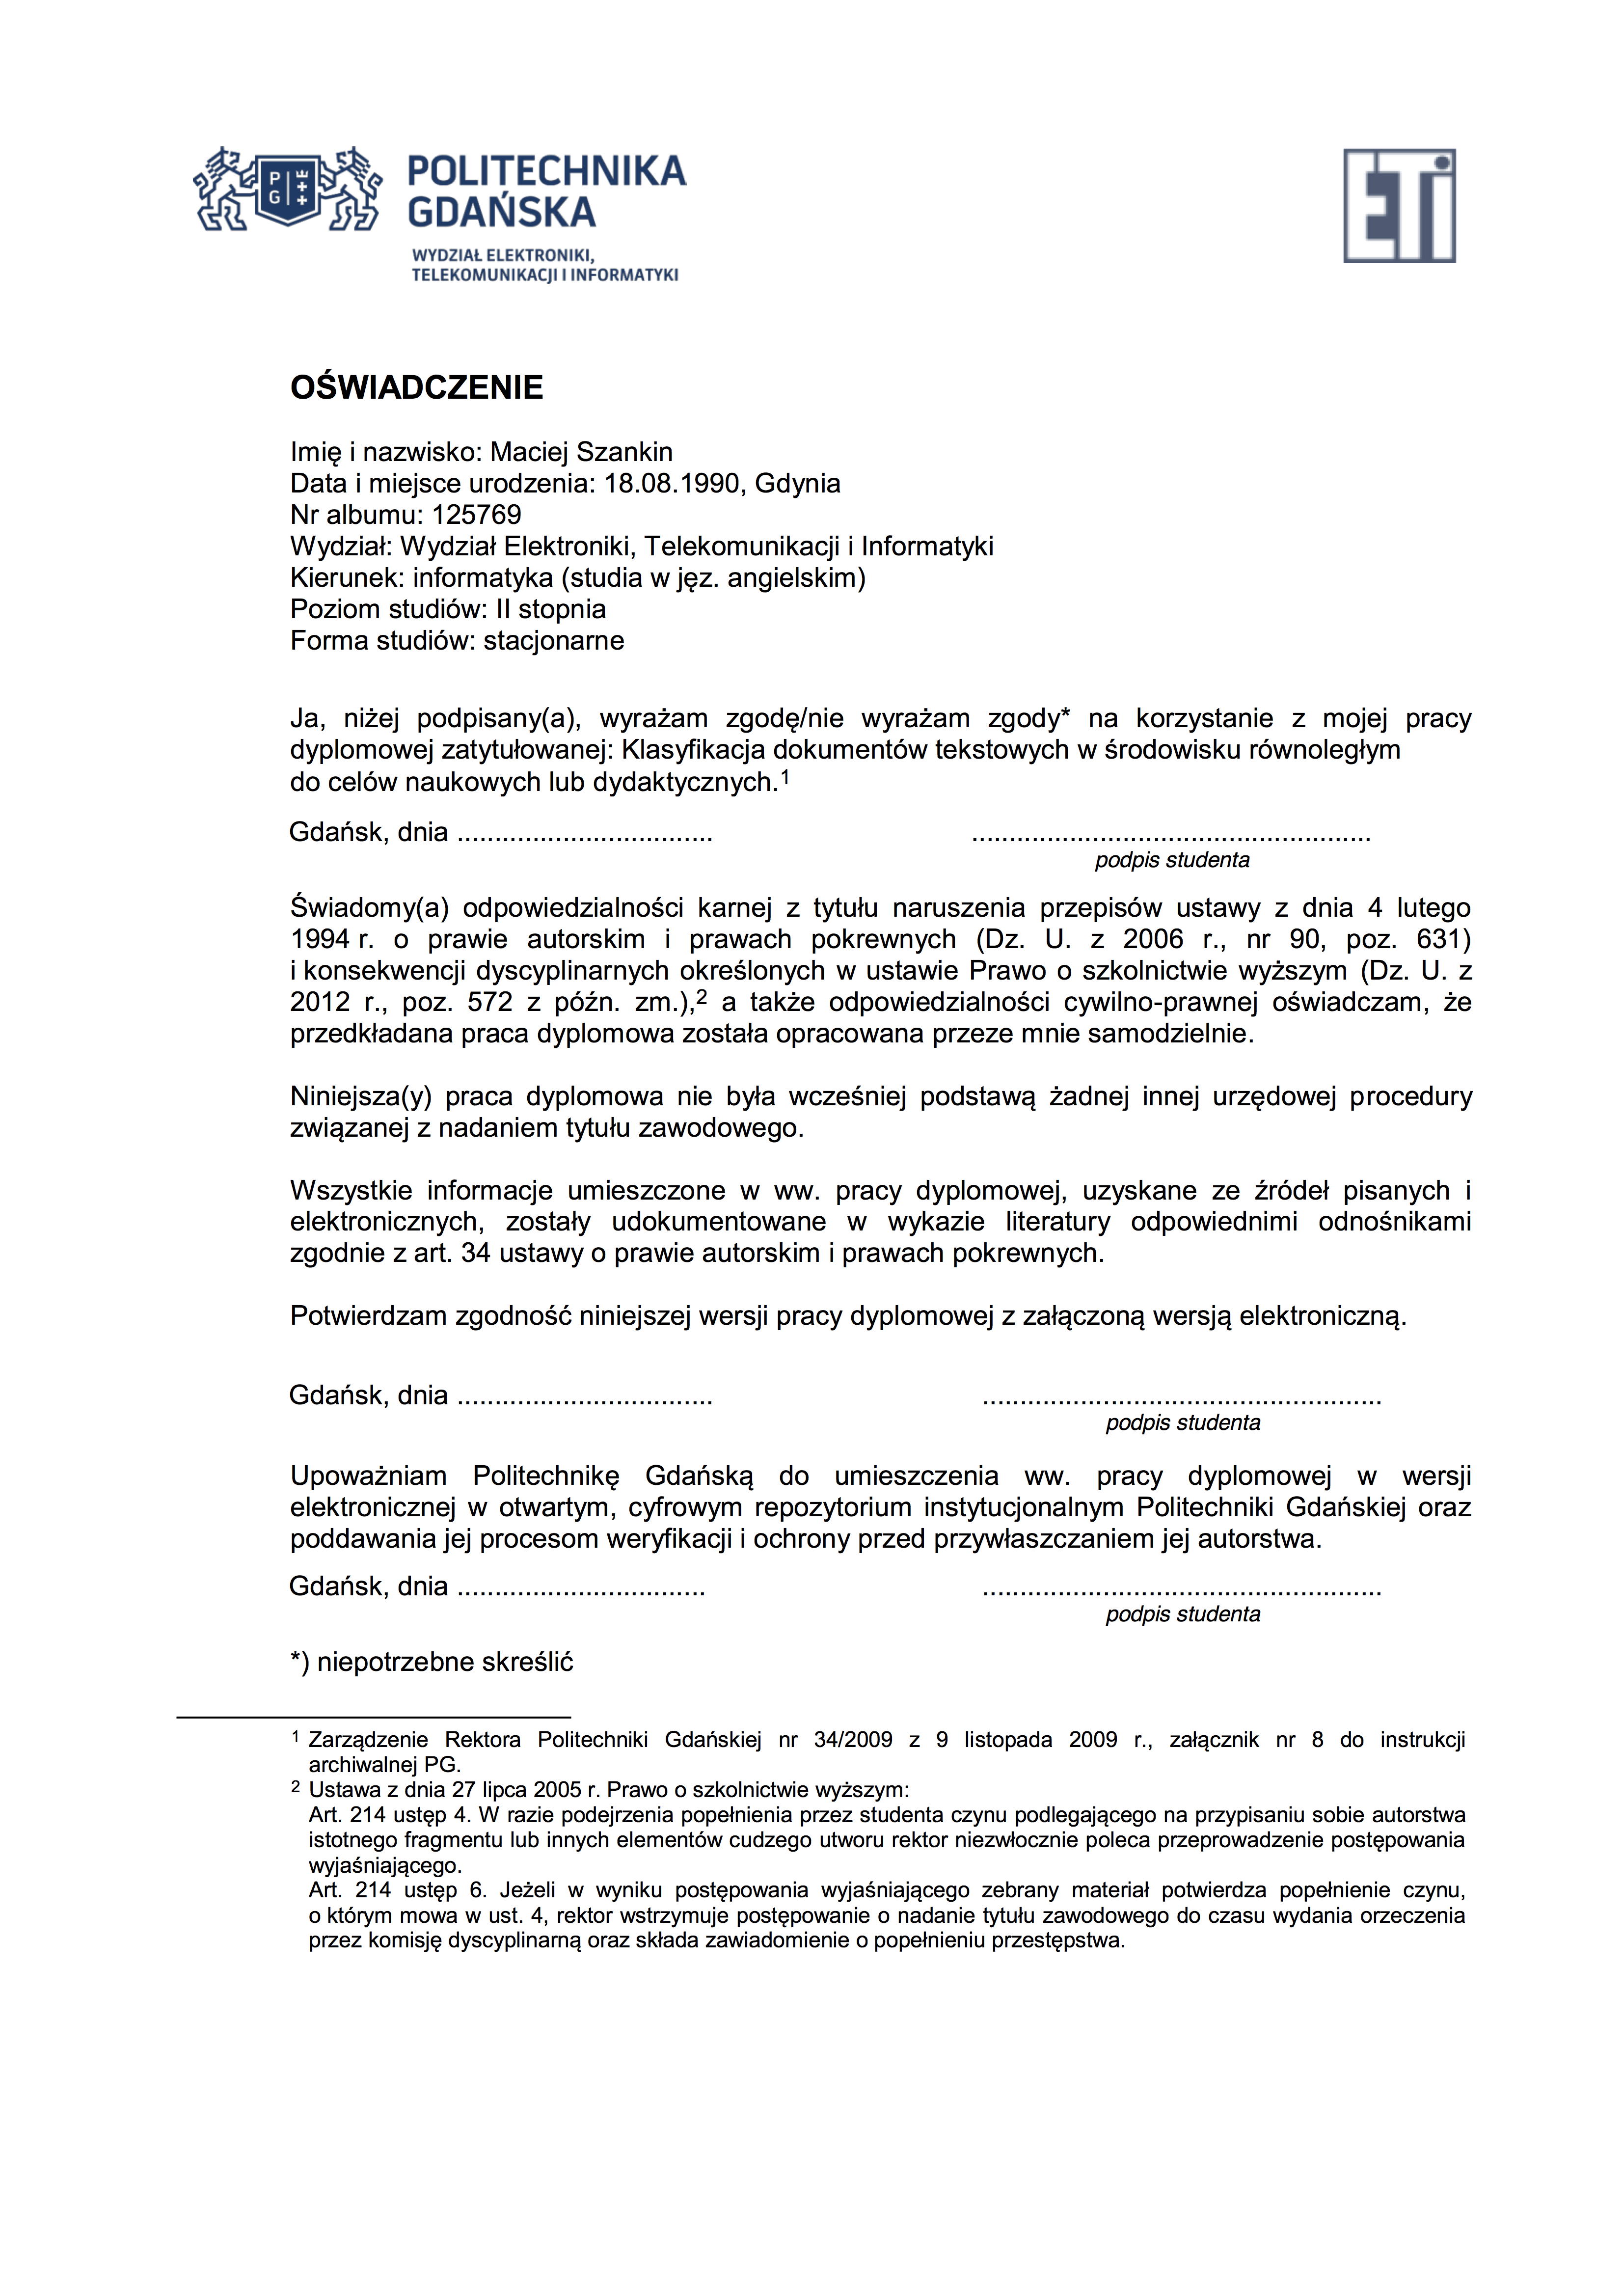 P G
POLITECHNIKA
GDAŃSKA
WYDZIAŁ ELEKTRONIKI,
TELEKOMUNIKACJI I INFORMATYKI
ETi
OŚWIADCZENIE
Imię i nazwisko: Maciej Szankin
Data i miejsce urodzenia: 18.08.1990, Gdynia
Nr albumu: 125769
Wydział: Wydział Elektroniki, Telekomunikacji i Informatyki
Kierunek: informatyka (studia w jęz. angielskim)
Poziom studiów: II stopnia
Forma studiów: stacjonarne
Ja, niżej podpisany(a), wyrażam zgodę/nie wyrażam zgody* na korzystanie z mojej pracy
dyplomowej zatytułowanej: Klasyfikacja dokumentów tekstowych w środowisku równoległym
do celów naukowych lub dydaktycznych.1
Gdańsk, dnia .................................. .....................................................
podpis studenta
Świadomy(a) odpowiedzialności karnej z tytułu naruszenia przepisów ustawy z dnia 4 lutego
1994 r. o prawie autorskim i prawach pokrewnych (Dz. U. z 2006 r., nr 90, poz. 631)
i konsekwencji dyscyplinarnych określonych w ustawie Prawo o szkolnictwie wyższym (Dz. U. z
2012 r., poz. 572 z późn. zm.),2 a także odpowiedzialności cywilno-prawnej oświadczam, że
przedkładana praca dyplomowa została opracowana przeze mnie samodzielnie.
Niniejsza(y) praca dyplomowa nie była wcześniej podstawą żadnej innej urzędowej procedury
związanej z nadaniem tytułu zawodowego.
Wszystkie informacje umieszczone w ww. pracy dyplomowej, uzyskane ze źródeł pisanych i
elektronicznych, zostały udokumentowane w wykazie literatury odpowiednimi odnośnikami
zgodnie z art. 34 ustawy o prawie autorskim i prawach pokrewnych.
Potwierdzam zgodność niniejszej wersji pracy dyplomowej z załączoną wersją elektroniczną.
Gdańsk, dnia .................................. .....................................................
podpis studenta
Upoważniam Politechnikę Gdańską do umieszczenia ww. pracy dyplomowej w wersji
elektronicznej w otwartym, cyfrowym repozytorium instytucjonalnym Politechniki Gdańskiej oraz
poddawania jej procesom weryfikacji i ochrony przed przywłaszczaniem jej autorstwa.
Gdańsk, dnia ................................. .....................................................
podpis studenta
*) niepotrzebne skreślić
1 Zarządzenie Rektora Politechniki Gdańskiej nr 34/2009 z 9 listopada 2009 r., załącznik nr 8 do instrukcji
archiwalnej PG.
2 Ustawa z dnia 27 lipca 2005 r. Prawo o szkolnictwie wyższym:
Art. 214 ustęp 4. W razie podejrzenia popełnienia przez studenta czynu podlegającego na przypisaniu sobie autorstwa
istotnego fragmentu lub innych elementów cudzego utworu rektor niezwłocznie poleca przeprowadzenie postępowania
wyjaśniającego.
Art. 214 ustęp 6. Jeżeli w wyniku postępowania wyjaśniającego zebrany materiał potwierdza popełnienie czynu,
o którym mowa w ust. 4, rektor wstrzymuje postępowanie o nadanie tytułu zawodowego do czasu wydania orzeczenia
przez komisję dyscyplinarną oraz składa zawiadomienie o popełnieniu przestępstwa.